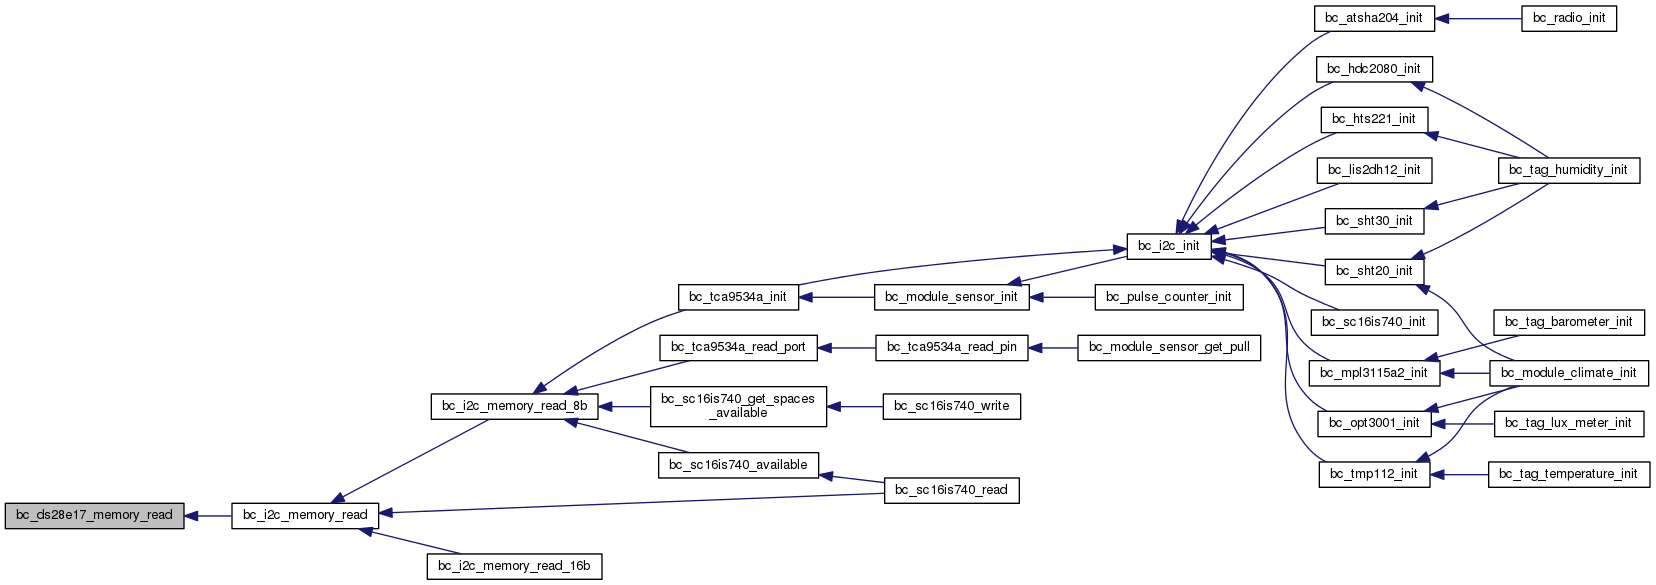 bc_atsha204_init
bc_radio_init
bc_hdc2080_init
bc_hts221_init
bc_lis2dh12_init
bc_tag_humidity_init
bc_sht30_init
bc_i2c_init
bc_sht20_init
bc_tca9534a_init
bc_module_sensor_init
bc_pulse_counter_init
bc_sc16is740_init
bc_tag_barometer_init
bc_tca9534a_read_port
bc_tca9534a_read_pin
bc_module_sensor_get_pull
bc_mpl3115a2_init
bc_module_climate_init
bc_i2c_memory_read_8b
bc_sc16is740_get_spaces
_available
bc_sc16is740_write
bc_opt3001_init
bc_tag_lux_meter_init
bc_sc16is740_available
bc_tmp112_init
bc_tag_temperature_init
bc_sc16is740_read
bc_ds28e17_memory_read
bc_i2c_memory_read
bc_i2c_memory_read_16b